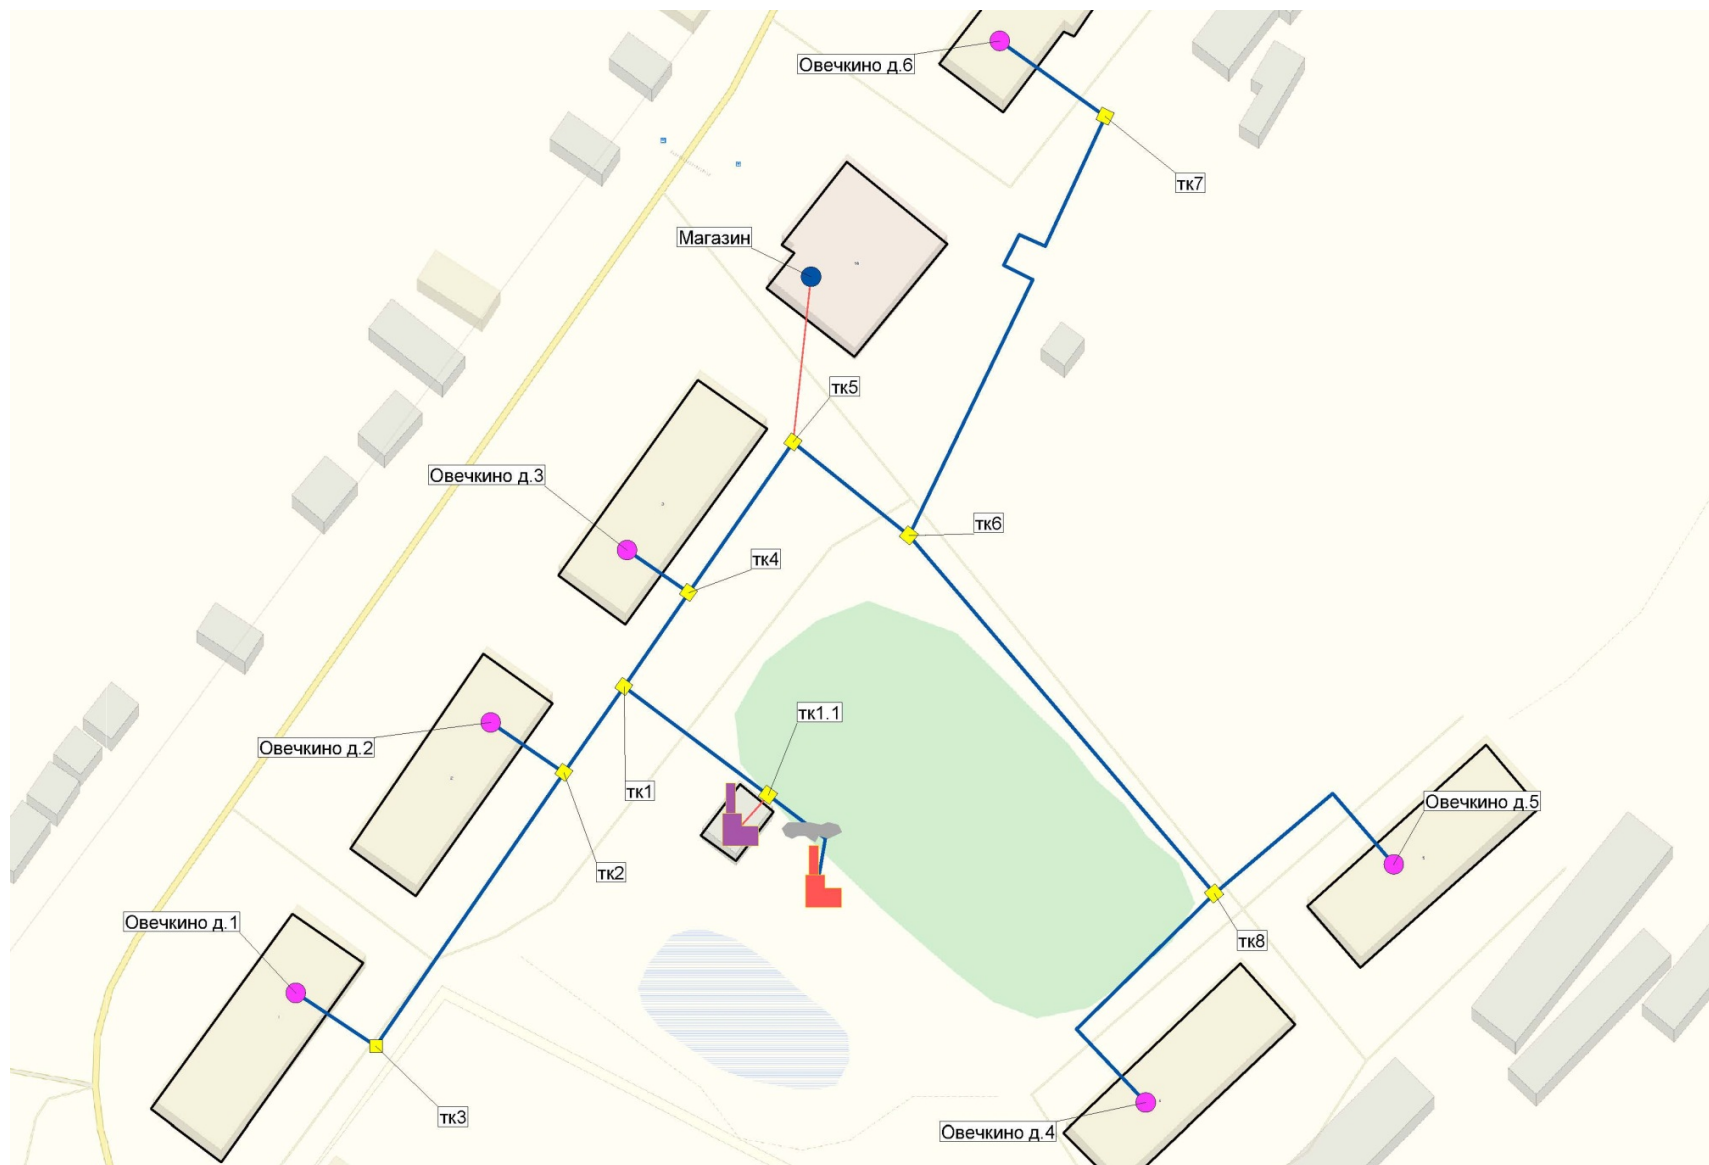 Овечкино д.6
тк7
Магазин
тк5
Овечкино д.3
тк6
тк4
тк1.1
Овечкино д.2
тк1
Овечкино д.5
тк2
Овечкино д.1
тк8
тк3
Овечкино д.4